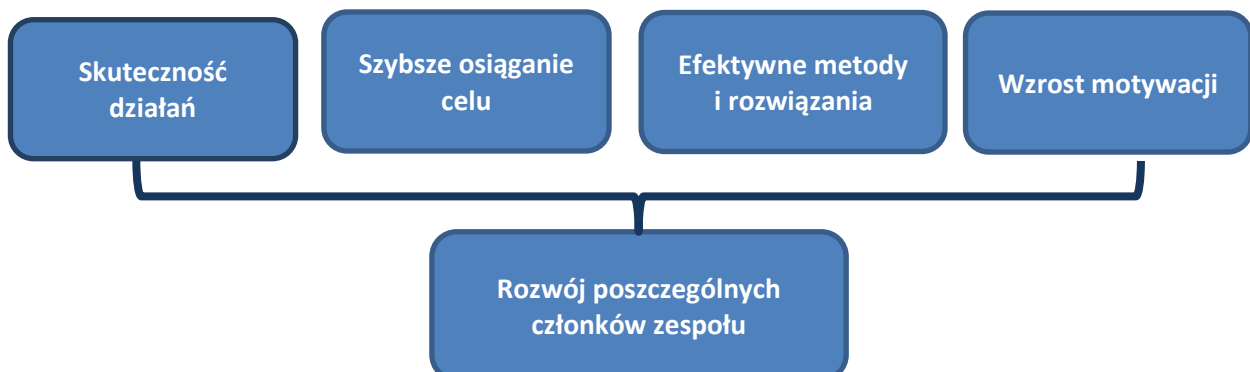 Skuteczność
działań
Szybsze osiąganie
celu
Efektywne metody
i rozwiązania
Wzrost motywacji
Rozwój poszczególnych
członków zespołu